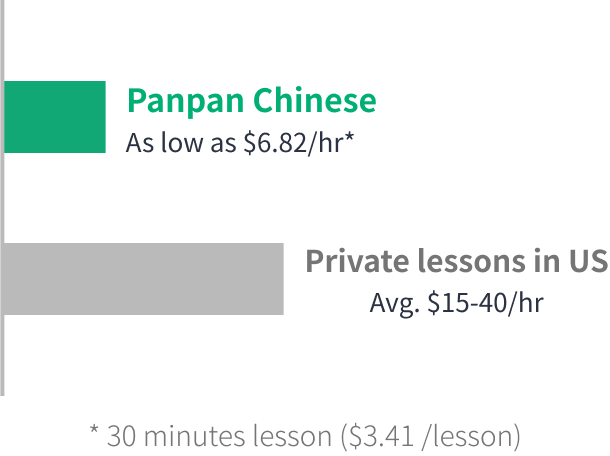 Panpan Chinese
As low as $6.82/hr*
Private lessons in US
Avg. $15-40/hr
* 30 minutes lesson ($3.41 /lesson)